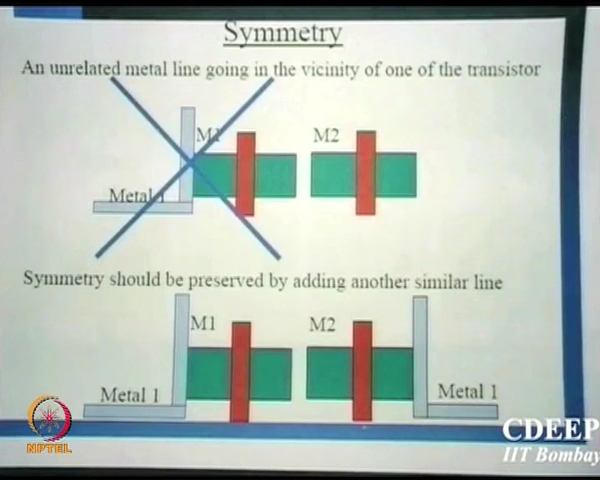 Symmetry
An unrelated metal line going in the vicinity of one of the transistor
M1 M2
Metal 1
Symmetry should be preserved by adding another similar line
M1 M2
Metal 1 Metal 1
NPTEL
CDEEP
IIT Bombay